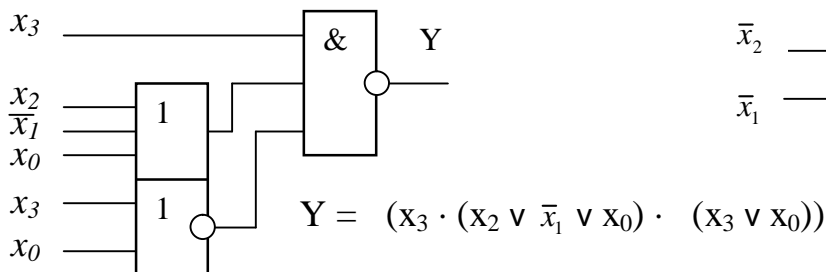 x₃ & Y x̄₂
x₂ 1
x̄₁ x̄₁
x₀
x₃ 1
x₀ Y = (x₃ · (x₂ ∨ x̄₁ ∨ x₀) · (x₃ ∨ x₀))